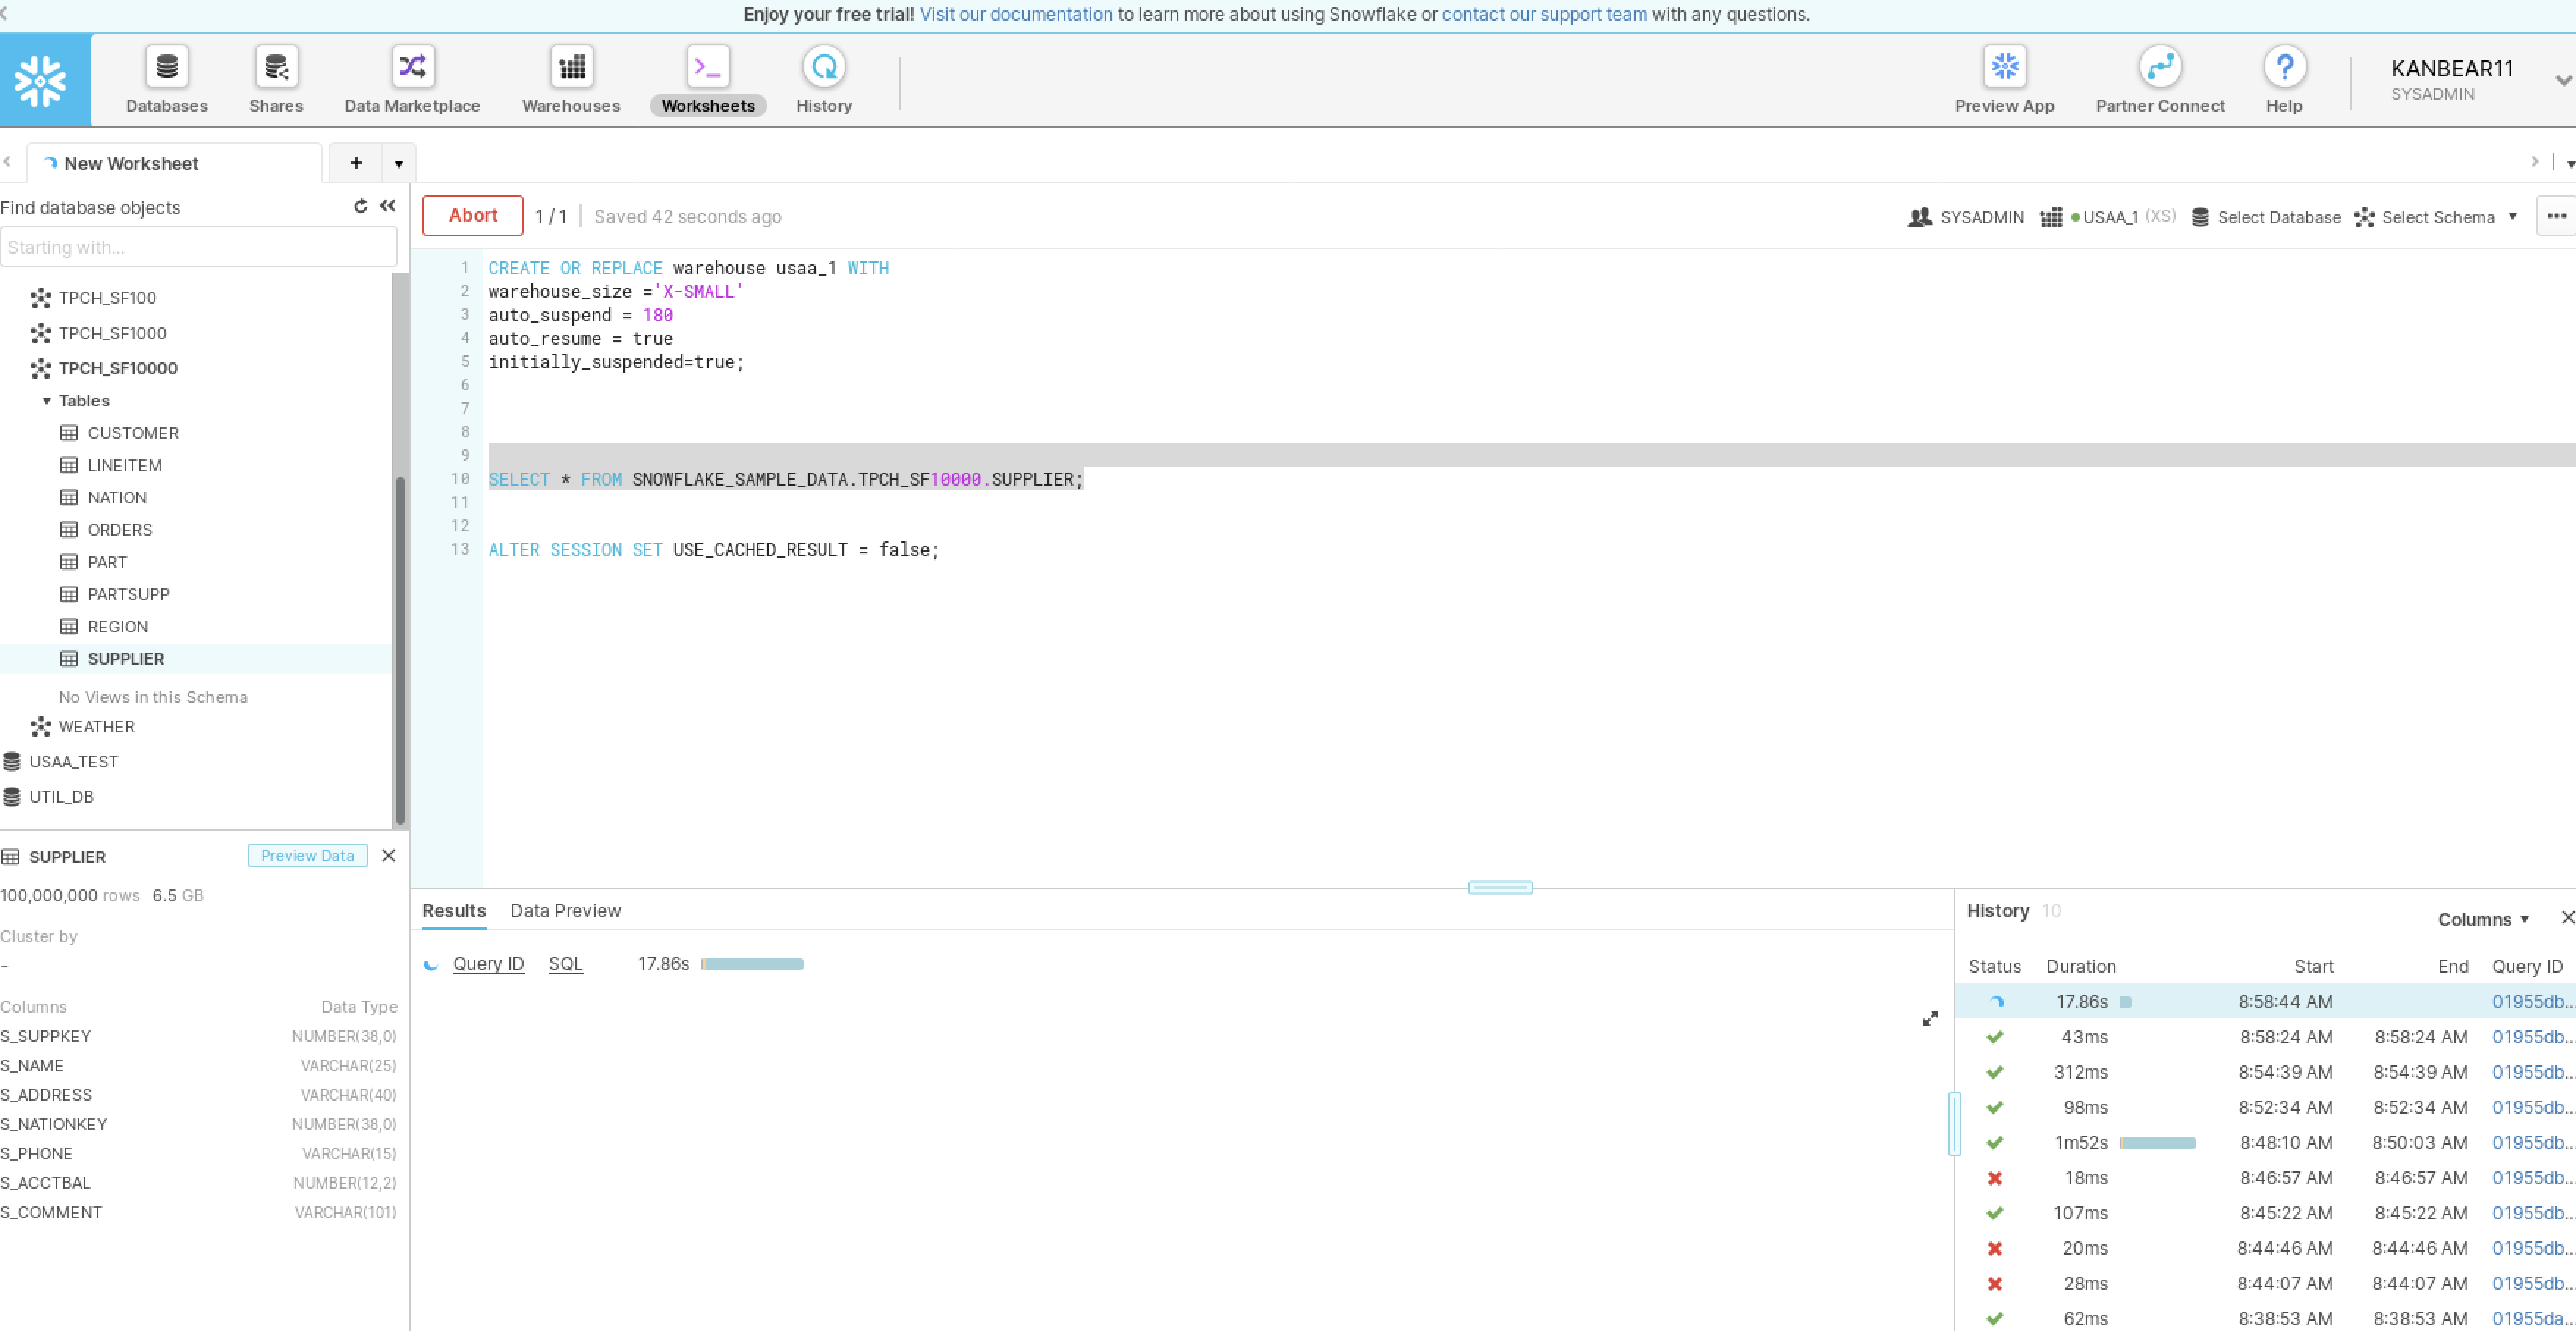 Enjoy your free trial! Visit our documentation to learn more about using Snowflake or contact our support team with any questions.
Databases
Shares
Data Marketplace
Warehouses
Worksheets
History
Preview App
Partner Connect
Help
KANBEAR11
SYSADMIN
New Worksheet
Find database objects
Starting with...
TPCH_SF100
TPCH_SF1000
TPCH_SF10000
Tables
CUSTOMER
LINEITEM
NATION
ORDERS
PART
PARTSUPP
REGION
SUPPLIER
No Views in this Schema
WEATHER
USAA_TEST
UTIL_DB
SUPPLIER Preview Data
100,000,000 rows 6.5 GB
Cluster by
-
Columns Data Type
S_SUPPKEY NUMBER(38,0)
S_NAME VARCHAR(25)
S_ADDRESS VARCHAR(40)
S_NATIONKEY NUMBER(38,0)
S_PHONE VARCHAR(15)
S_ACCTBAL NUMBER(12,2)
S_COMMENT VARCHAR(101)
Abort 1 / 1 Saved 42 seconds ago
SYSADMIN USAA_1 (XS) Select Database Select Schema
1 CREATE OR REPLACE warehouse usaa_1 WITH
2 warehouse_size ='X-SMALL'
3 auto_suspend = 180
4 auto_resume = true
5 initially_suspended=true;
6
7
8
9
10 SELECT * FROM SNOWFLAKE_SAMPLE_DATA.TPCH_SF10000.SUPPLIER;
11
12
13 ALTER SESSION SET USE_CACHED_RESULT = false;
Results Data Preview
Query ID SQL 17.86s
History 10
Columns
Status Duration Start End Query ID
17.86s 8:58:44 AM 01955db...
43ms 8:58:24 AM 8:58:24 AM 01955db...
312ms 8:54:39 AM 8:54:39 AM 01955db...
98ms 8:52:34 AM 8:52:34 AM 01955db...
1m52s 8:48:10 AM 8:50:03 AM 01955db...
18ms 8:46:57 AM 8:46:57 AM 01955db...
107ms 8:45:22 AM 8:45:22 AM 01955db...
20ms 8:44:46 AM 8:44:46 AM 01955db...
28ms 8:44:07 AM 8:44:07 AM 01955db...
62ms 8:38:53 AM 8:38:53 AM 01955da...